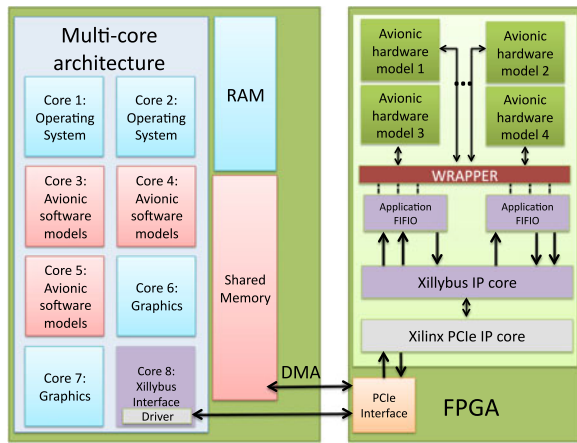 Multi-core
architecture
Core 1:
Operating
System
Core 2:
Operating
System
Core 3:
Avionic
software
models
Core 4:
Avionic
software
models
Core 5:
Avionic
software
models
Core 6:
Graphics
Core 7:
Graphics
Core 8:
Xillybus
Interface
Driver
RAM
Shared
Memory
DMA
Avionic
hardware
model 1
Avionic
hardware
model 2
Avionic
hardware
model 3
Avionic
hardware
model 4
WRAPPER
Application
FIFIO
Application
FIFIO
Xillybus IP core
Xilinx PCIe IP core
PCIe
Interface
FPGA